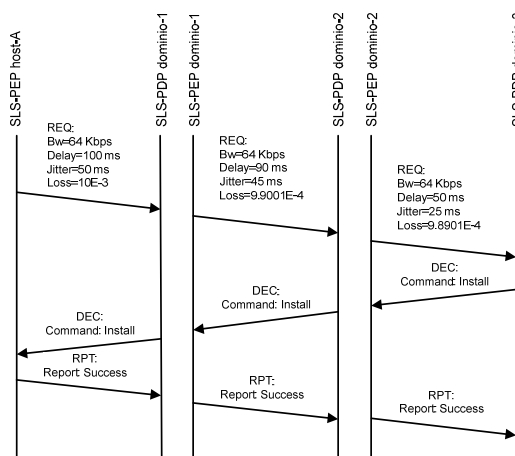 SLS-PEP host-A
SLS-PDP dominio-1
SLS-PEP dominio-1
SLS-PDP dominio-2
SLS-PEP dominio-2
REQ:
Bw=64 Kbps
Delay=100 ms
Jitter=50 ms
Loss=10E-3
REQ:
Bw=64 Kbps
Delay=90 ms
Jitter=45 ms
Loss=9.9001E-4
REQ:
Bw=64 Kbps
Delay=50 ms
Jitter=25 ms
Loss=9.8901E-4
DEC:
Command: Install
DEC:
Command: Install
DEC:
Command: Install
RPT:
Report Success
RPT:
Report Success
RPT:
Report Success